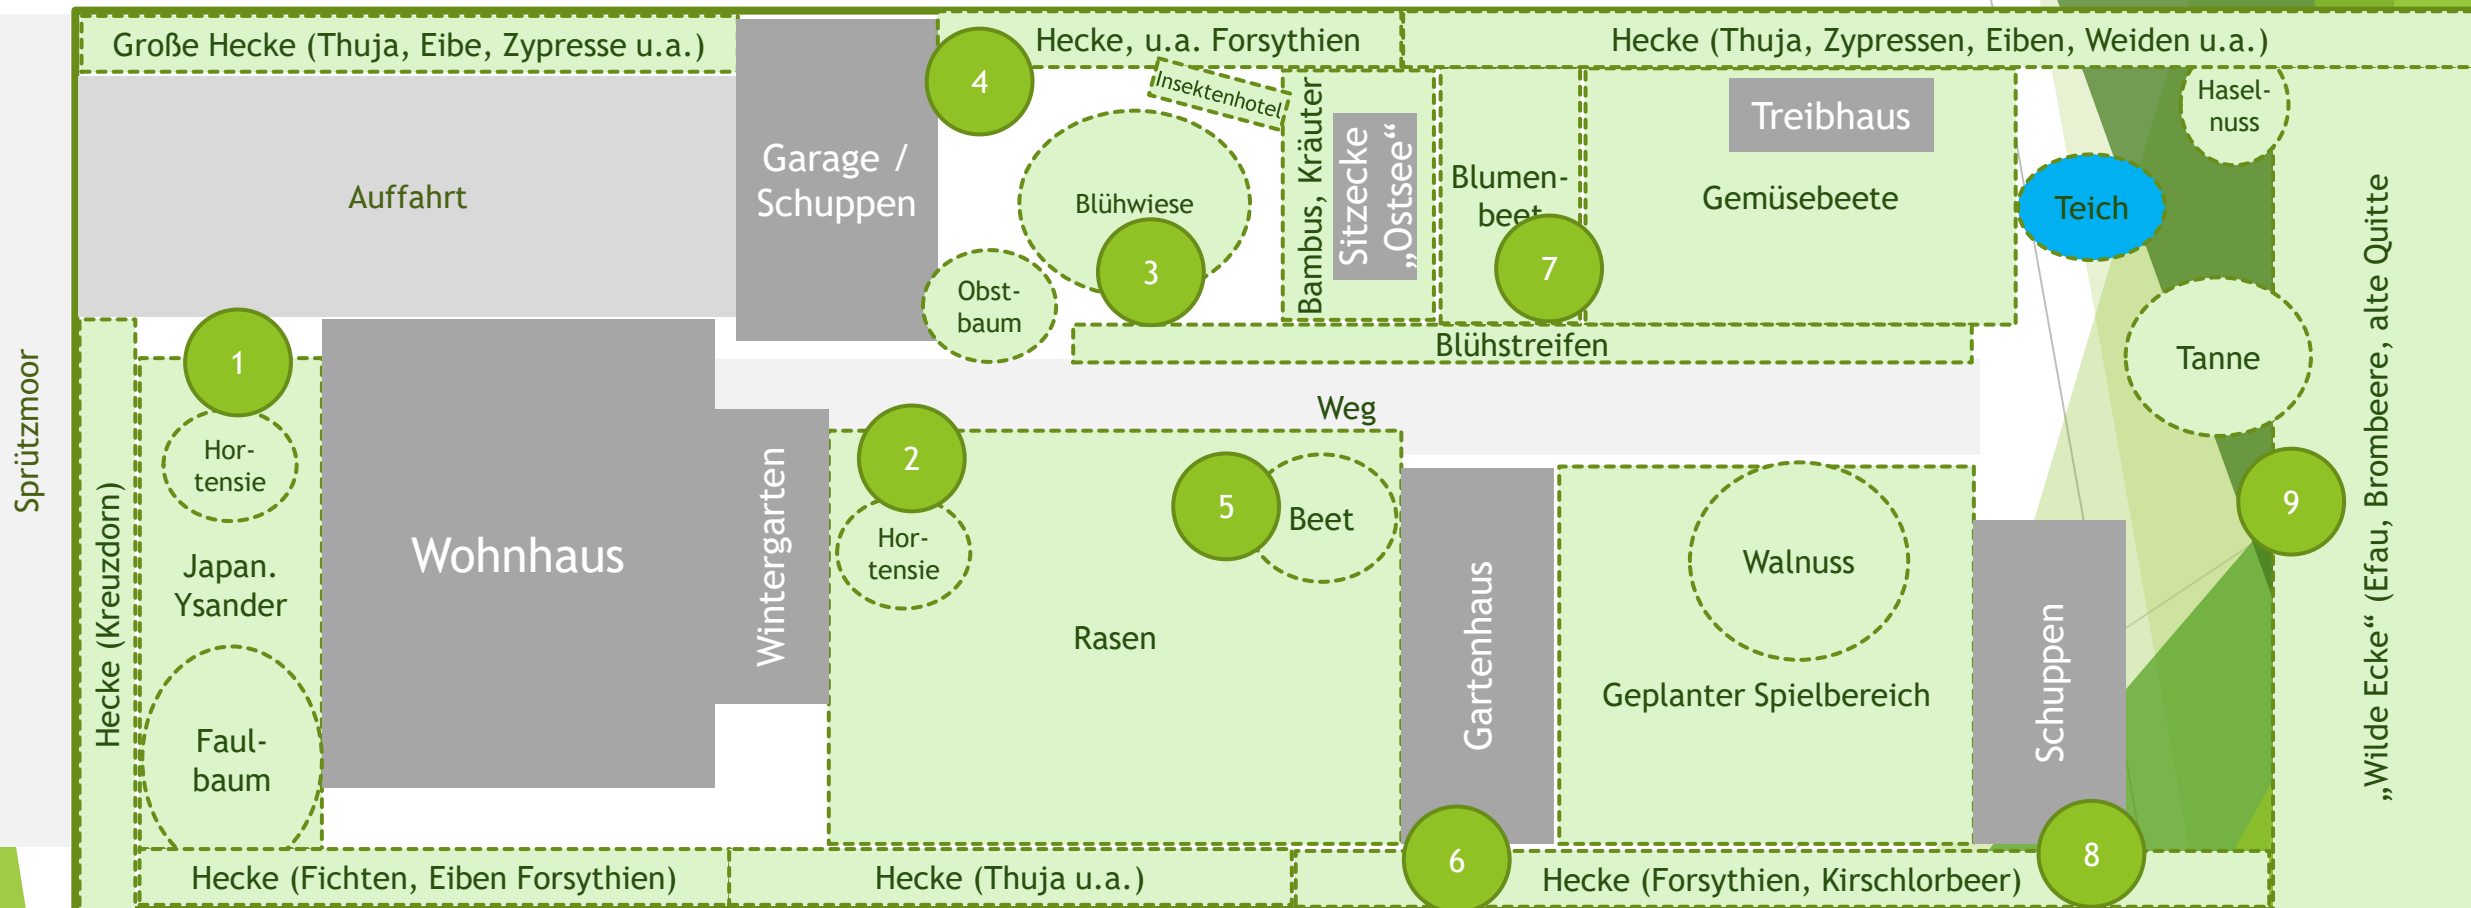 Große Hecke (Thuja, Eibe, Zypresse u.a.)
Hecke, u.a. Forsythien
Hecke (Thuja, Zypressen, Eiben, Weiden u.a.)
4
Insektenhotel
Hasel-
nuss
Treibhaus
Garage /
Schuppen
Auffahrt
Blühwiese
3
Obst-
baum
Bambus, Kräuter
Sitzecke
„Ostsee“
Blumen-
beet
7
Gemüsebeete
Teich
Tanne
„Wilde Ecke“ (Efau, Brombeere, alte Quitte
Blühstreifen
Weg
Sprützmoor
Hecke (Kreuzdorn)
1
Hor-
tensie
Japan.
Ysander
Faul-
baum
Wohnhaus
Wintergarten
2
Hor-
tensie
5
Beet
Rasen
Gartenhaus
Walnuss
Geplanter Spielbereich
Schuppen
9
6
8
Hecke (Fichten, Eiben Forsythien)
Hecke (Thuja u.a.)
Hecke (Forsythien, Kirschlorbeer)